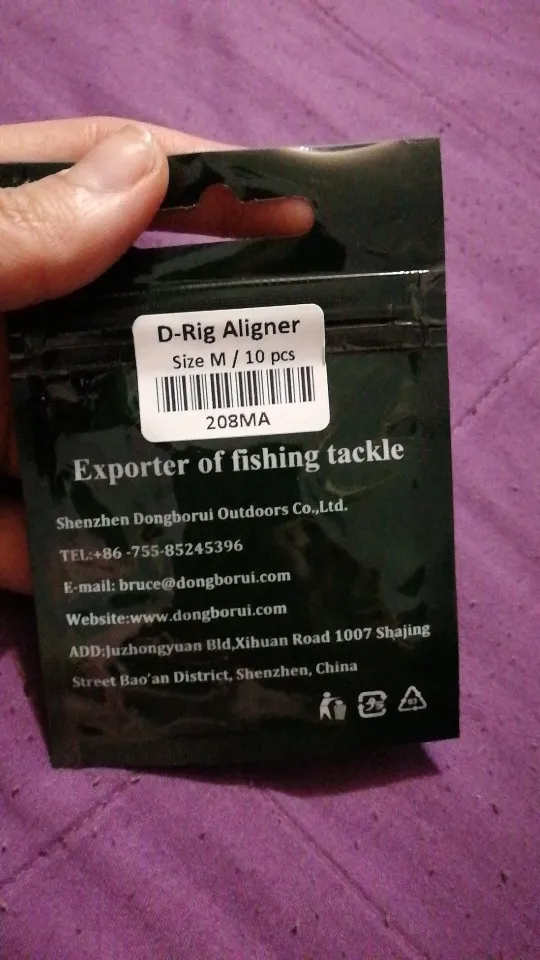 D-Rig Aligner
Size M / 10 pcs
208MA
Exporter of fishing tackle
Shenzhen Dongborui Outdoors Co.,Ltd.
TEL:+86 -755-85245396
E-mail: bruce@dongborui.com
Website:www.dongborui.com
ADD:Juzhongyuan Bld,Xihuan Road 1007 Shajing
Street Bao'an District, Shenzhen, China